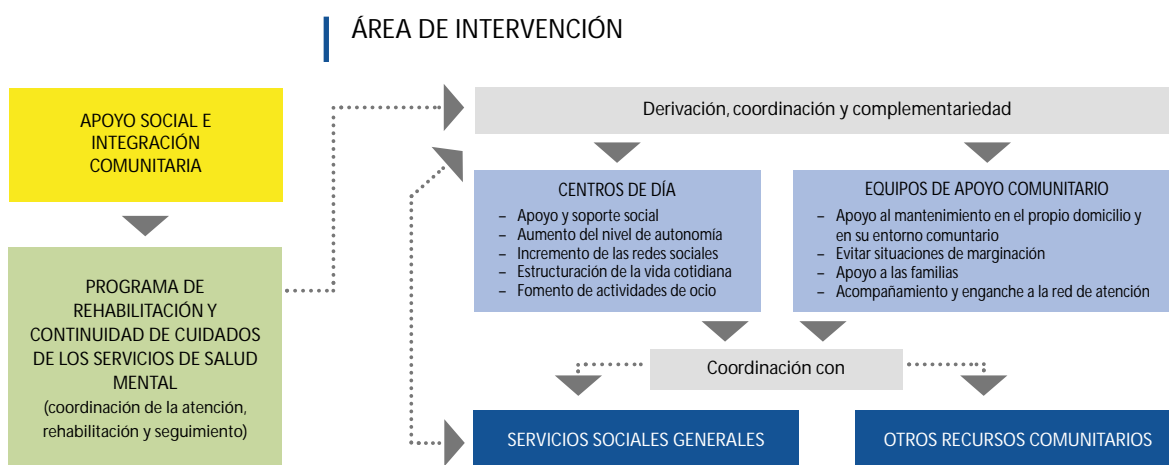 ÁREA DE INTERVENCIÓN
APOYO SOCIAL E
INTEGRACIÓN
COMUNITARIA
PROGRAMA DE
REHABILITACIÓN Y
CONTINUIDAD DE CUIDADOS
DE LOS SERVICIOS DE SALUD
MENTAL
(coordinación de la atención,
rehabilitación y seguimiento)
Derivación, coordinación y complementariedad
CENTROS DE DÍA
– Apoyo y soporte social
– Aumento del nivel de autonomía
– Incremento de las redes sociales
– Estructuración de la vida cotidiana
– Fomento de actividades de ocio
EQUIPOS DE APOYO COMUNITARIO
– Apoyo al mantenimiento en el propio domicilio y
en su entorno comuntario
– Evitar situaciones de marginación
– Apoyo a las familias
– Acompañamiento y enganche a la red de atención
Coordinación con
SERVICIOS SOCIALES GENERALES
OTROS RECURSOS COMUNITARIOS